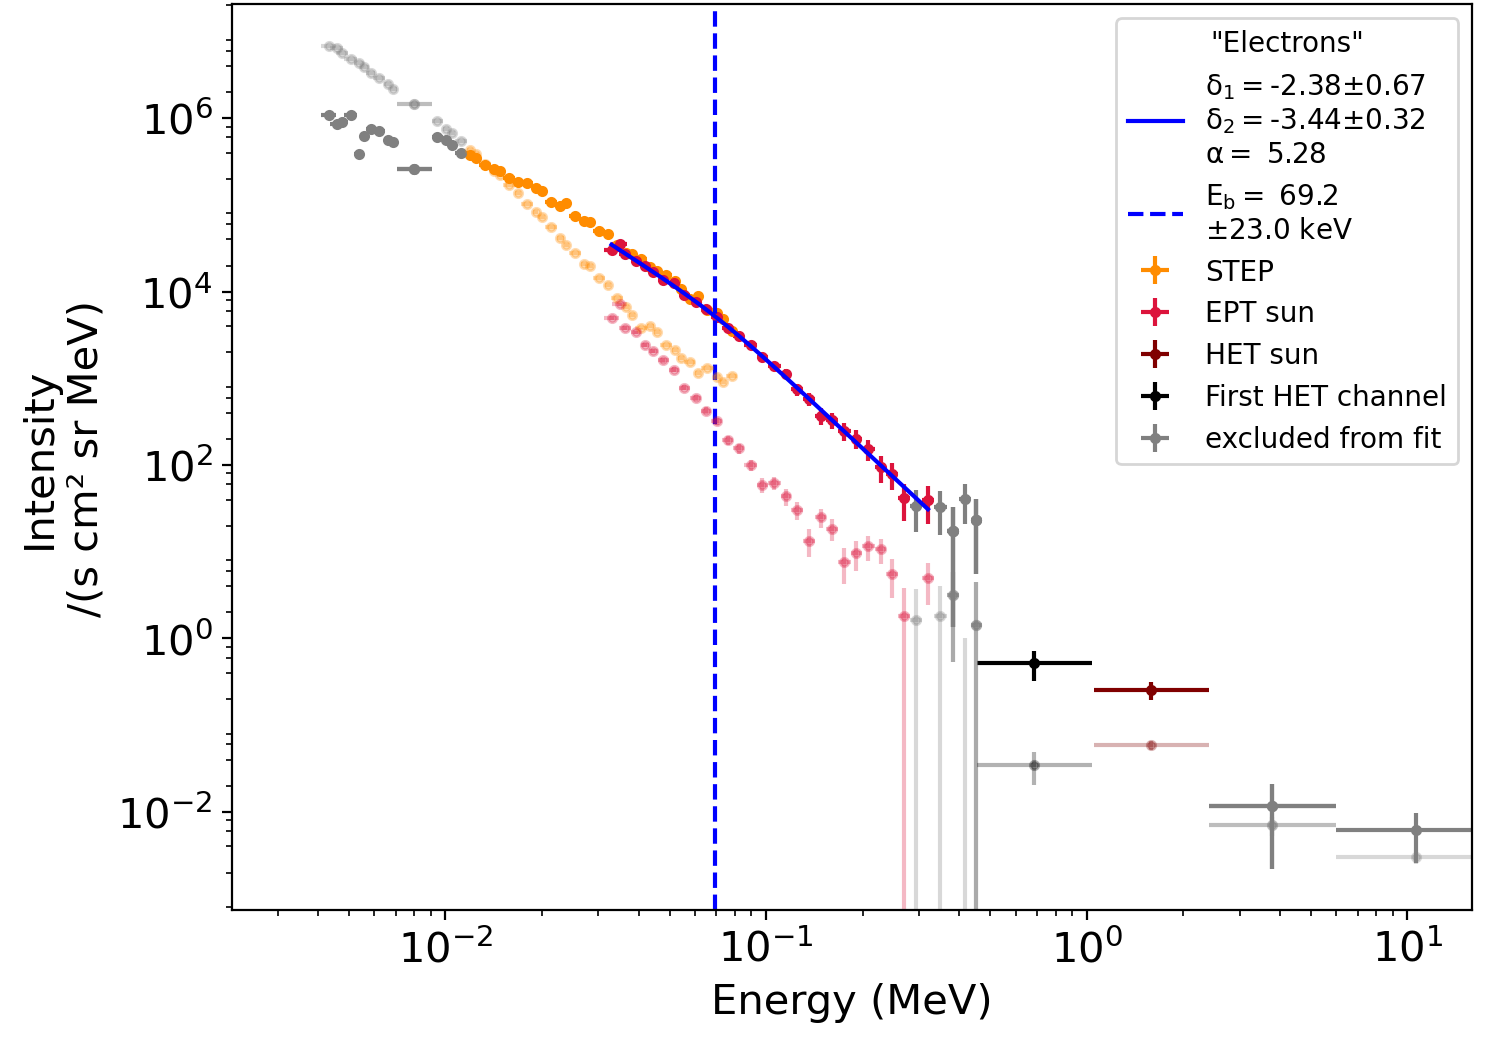 10⁶
10⁴
10²
10⁰
10⁻²
Intensity
/(s cm² sr MeV)
10⁻²
10⁻¹
10⁰
10¹
Energy (MeV)
"Electrons"
δ₁ = -2.38±0.67
δ₂ = -3.44±0.32
α = 5.28
E_b = 69.2
±23.0 keV
STEP
EPT sun
HET sun
First HET channel
excluded from fit